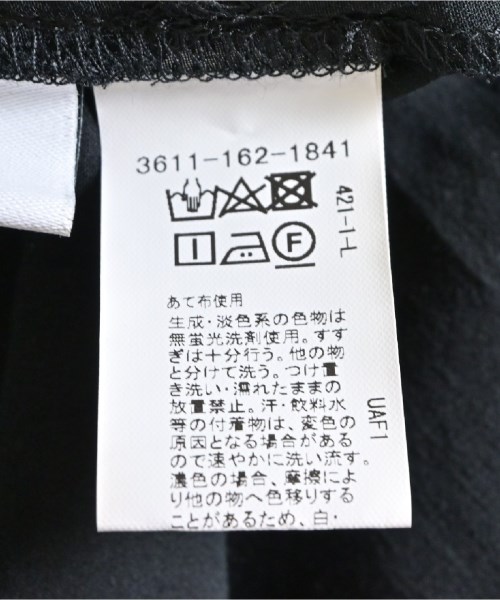 3611-162-1841
421-1-L
F
あて布使用
生成・淡色系の色物は
無蛍光洗剤使用。すす
ぎは十分行う。他の物
と分けて洗う。つけ置
き洗い・濡れたままの
放置禁止。汗・飲料水
等の付着物は、変色の
原因となる場合がある
ので速やかに洗い流す。
濃色の場合、摩擦によ
り他の物へ色移りする
ことがあるため、白・
UAF1